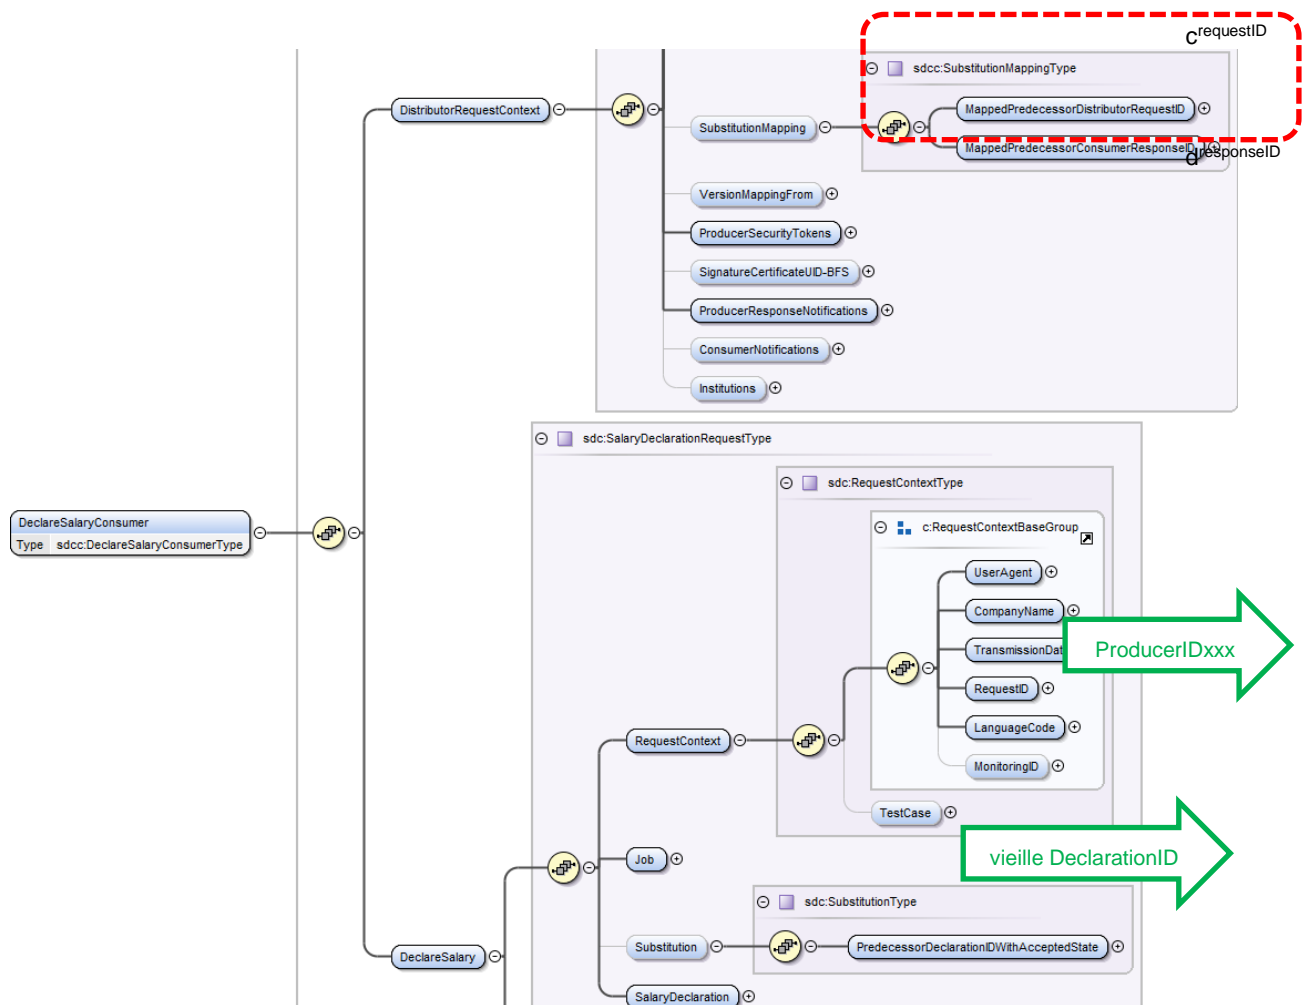 c requestID
sdcc:SubstitutionMappingType
DistributorRequestContext
MappedPredecessorDistributorRequestID
SubstitutionMapping
MappedPredecessorConsumerResponseID
d responseID
VersionMappingFrom
ProducerSecurityTokens
SignatureCertificateUID-BFS
ProducerResponseNotifications
ConsumerNotifications
Institutions
sdc:SalaryDeclarationRequestType
sdc:RequestContextType
DeclareSalaryConsumer
Type sdcc:DeclareSalaryConsumerType
c:RequestContextBaseGroup
UserAgent
CompanyName
TransmissionDat
ProducerIDxxx
RequestID
LanguageCode
RequestContext
MonitoringID
TestCase
Job
vieille DeclarationID
sdc:SubstitutionType
Substitution
PredecessorDeclarationIDWithAcceptedState
DeclareSalary
SalaryDeclaration